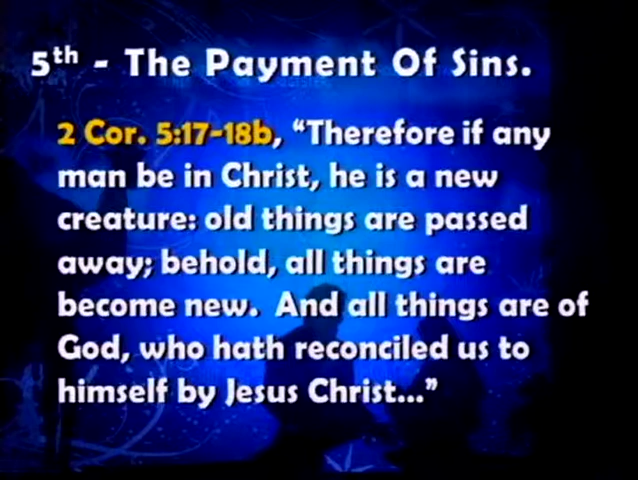 5th - The Payment Of Sins.
2 Cor. 5:17-18b, “Therefore if any
man be in Christ, he is a new
creature: old things are passed
away; behold, all things are
become new.  And all things are of
God, who hath reconciled us to
himself by Jesus Christ...”